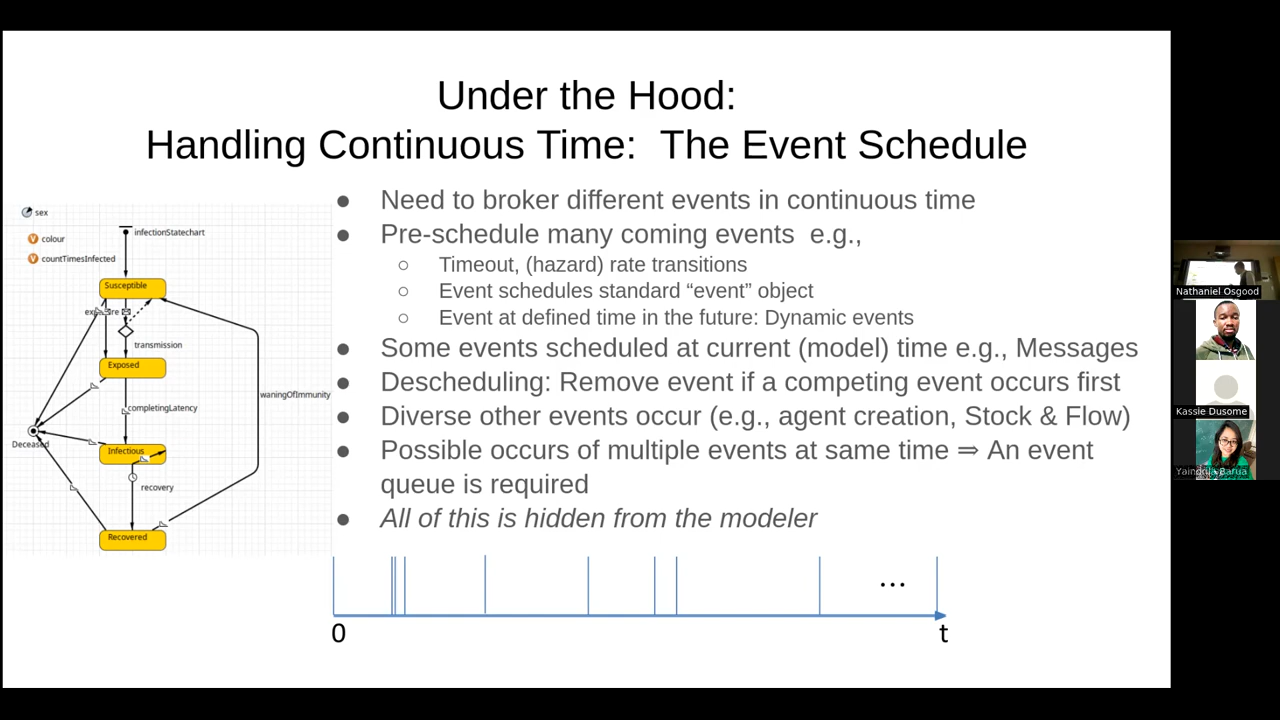 Under the Hood:
Handling Continuous Time: The Event Schedule
● Need to broker different events in continuous time
● Pre-schedule many coming events e.g.,
○ Timeout, (hazard) rate transitions
○ Event schedules standard “event” object
○ Event at defined time in the future: Dynamic events
● Some events scheduled at current (model) time e.g., Messages
● Descheduling: Remove event if a competing event occurs first
● Diverse other events occur (e.g., agent creation, Stock & Flow)
● Possible occurs of multiple events at same time ⇒ An event
queue is required
● All of this is hidden from the modeler
sex
V colour
V countTimesInfected
infectionStatechart
Susceptible
transmission
Exposed
waningOfImmunity
completingLatency
Deceased
Infectious
recovery
Recovered
...
0
t
Nathaniel Osgood
Kassie Dusome
Barua